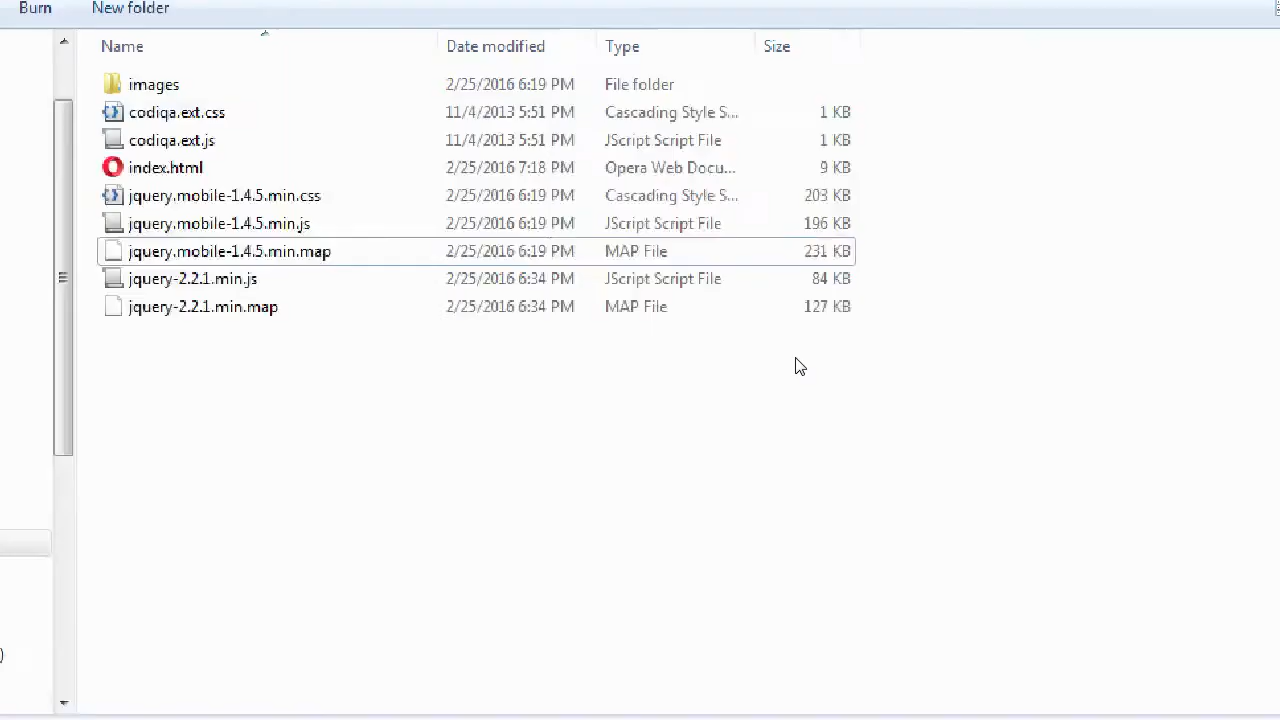 Burn New folder
Name Date modified Type Size
images 2/25/2016 6:19 PM File folder
codiqa.ext.css 11/4/2013 5:51 PM Cascading Style S... 1 KB
codiqa.ext.js 11/4/2013 5:51 PM JScript Script File 1 KB
index.html 2/25/2016 7:18 PM Opera Web Docu... 9 KB
jquery.mobile-1.4.5.min.css 2/25/2016 6:19 PM Cascading Style S... 203 KB
jquery.mobile-1.4.5.min.js 2/25/2016 6:19 PM JScript Script File 196 KB
jquery.mobile-1.4.5.min.map 2/25/2016 6:19 PM MAP File 231 KB
jquery-2.2.1.min.js 2/25/2016 6:34 PM JScript Script File 84 KB
jquery-2.2.1.min.map 2/25/2016 6:34 PM MAP File 127 KB
)